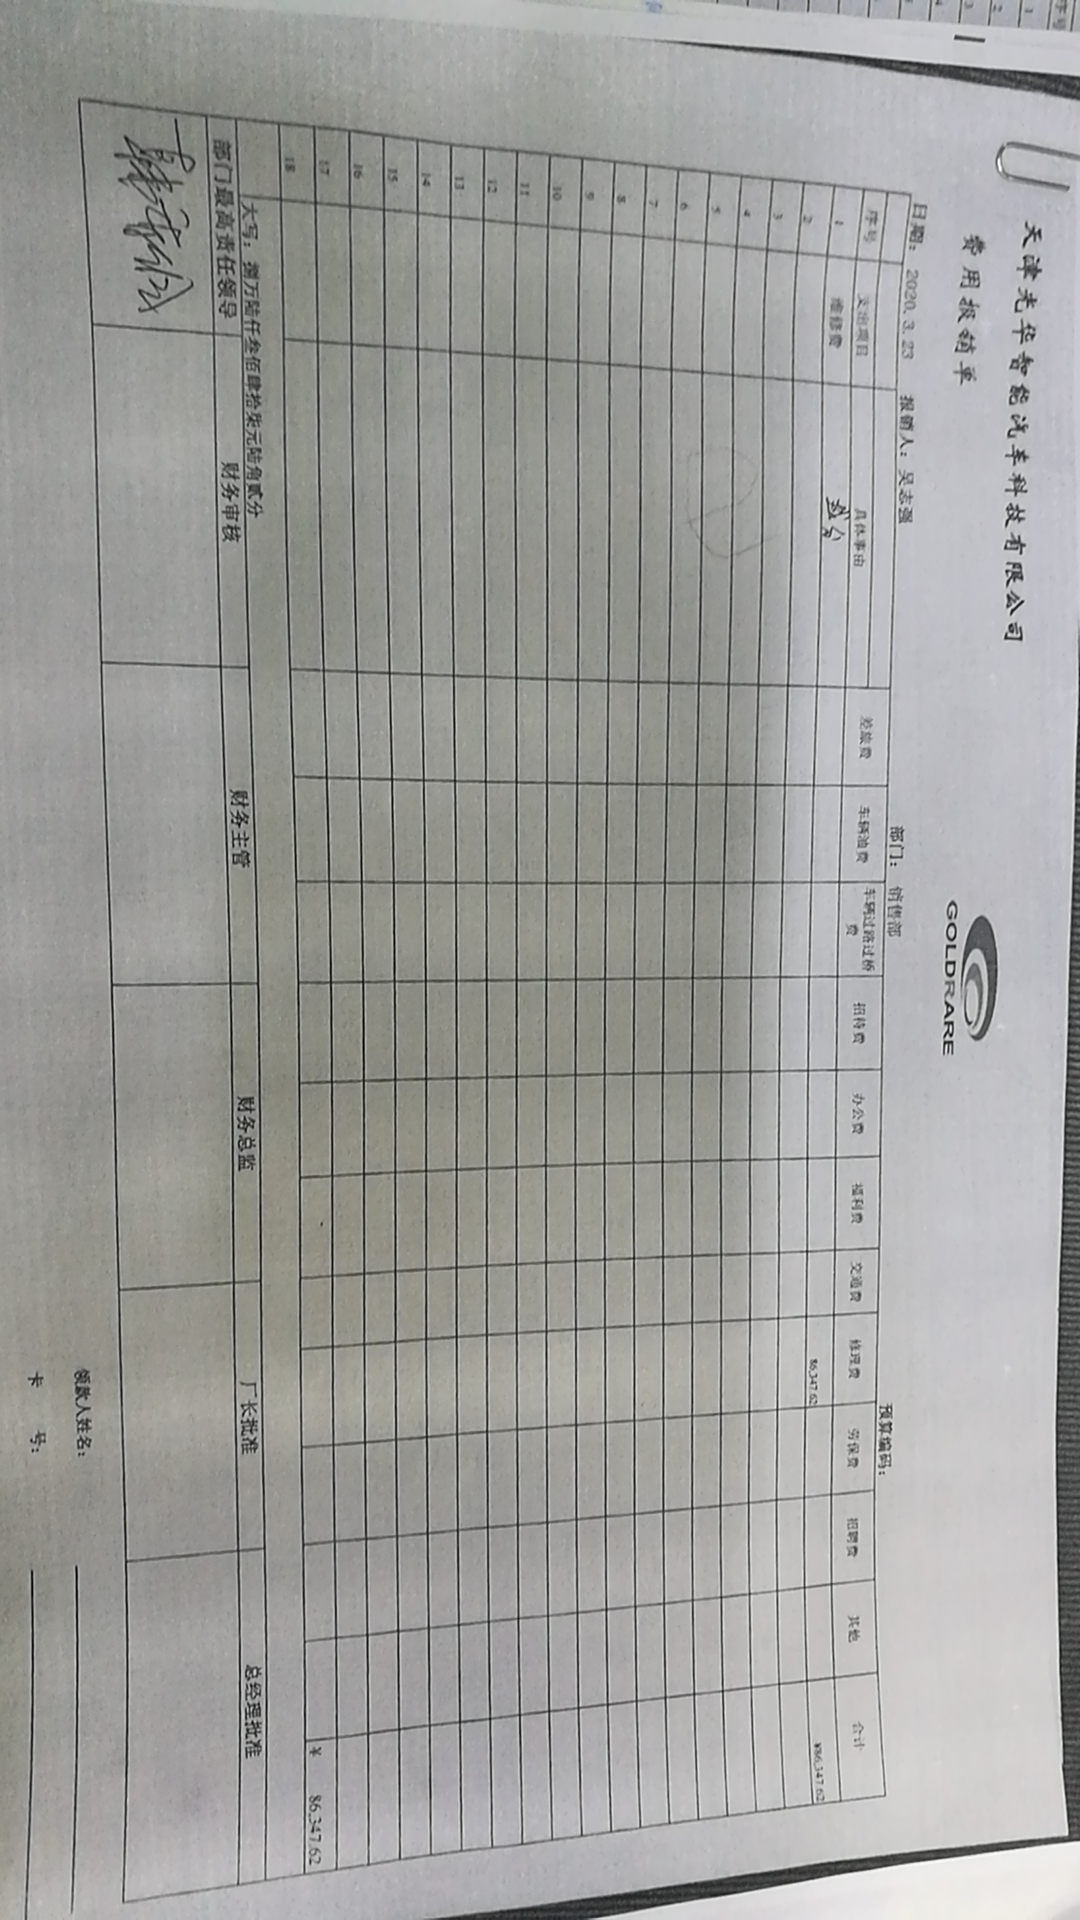 天津光华智能汽车科技有限公司
费用报销单
GOLDRARE
日期： 2020.3.23 报销人：吴志强 部门：销售部 预算编码：
序号 支出项目 具体事由 差旅费 车辆油费 车辆过路过桥费 招待费 办公费 福利费 交通费 修理费 劳保费 招聘费 其他 合计
1 维修费 86,347.62 ¥86,347.62
2
3
4
5
6
7
8
9
10
11
12
13
14
15
16
17
18 ¥ 86,347.62
大写：捌万陆仟叁佰肆拾柒元陆角贰分
部门最高责任领导 财务审核 财务主管 财务总监 厂长批准 总经理批准
领款人姓名：
卡 号：
序号
1
2
3
4